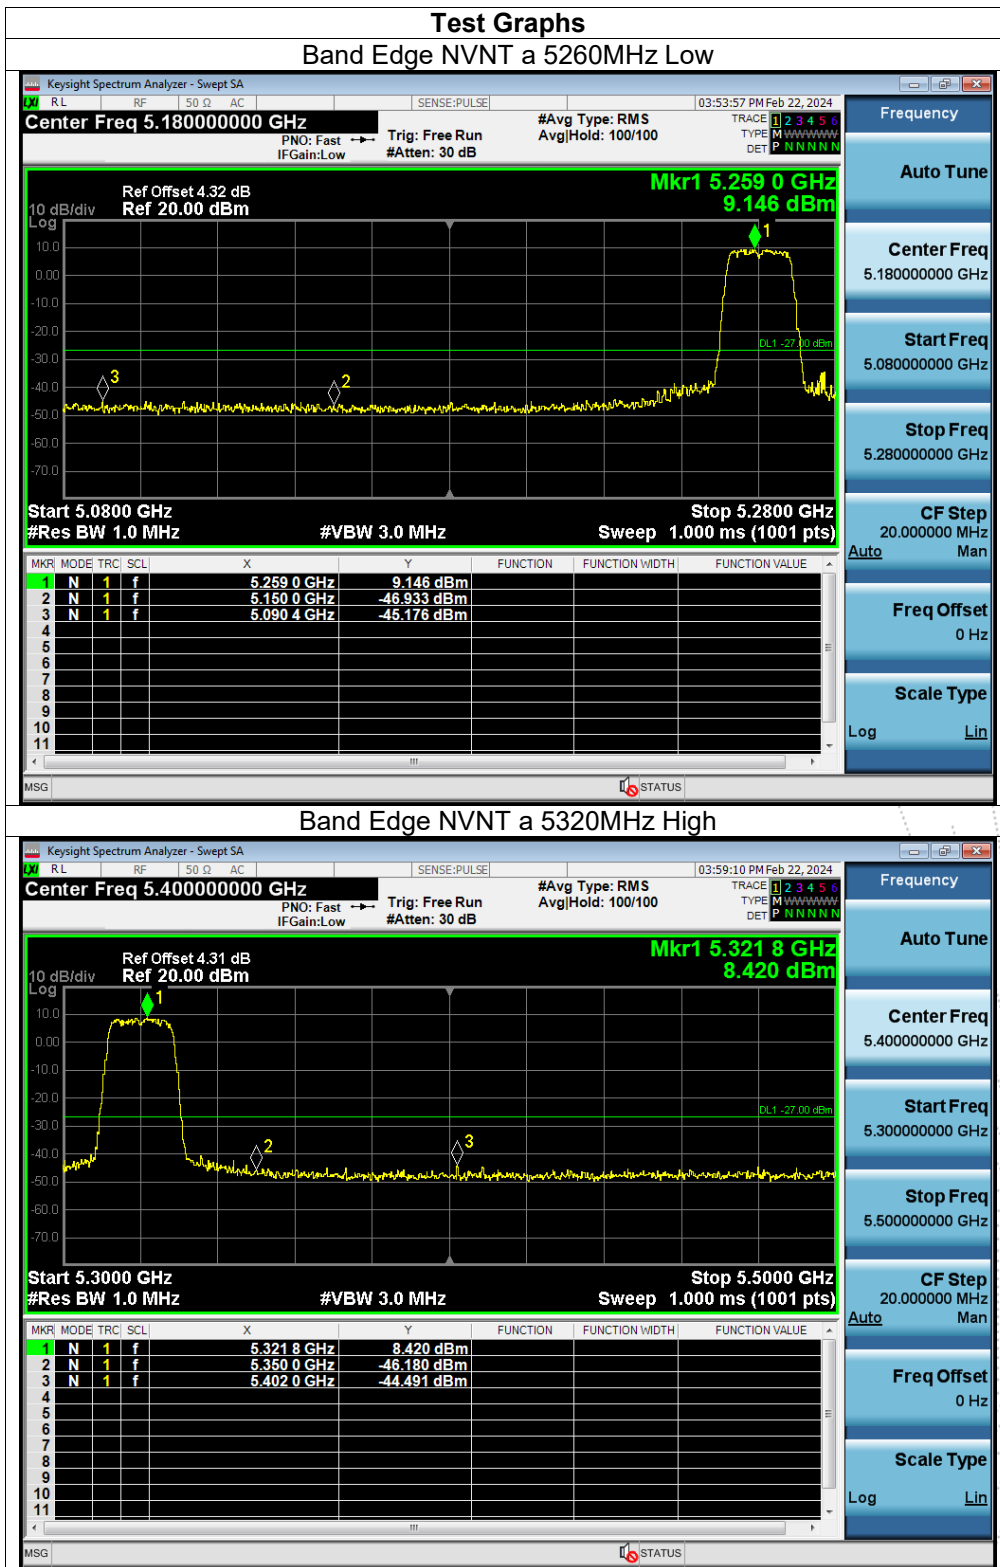 Test Graphs
Band Edge NVNT a 5260MHz Low
Keysight Spectrum Analyzer - Swept SA
LXI RL RF 50 Ω AC SENSE:PULSE 03:53:57 PM Feb 22, 2024
Center Freq 5.180000000 GHz
PNO: Fast
IFGain:Low
Trig: Free Run
#Atten: 30 dB
#Avg Type: RMS
Avg|Hold: 100/100
TRACE 1 2 3 4 5 6
TYPE M W W W W W
DET P N N N N N
Frequency
Auto Tune
Center Freq
5.180000000 GHz
Start Freq
5.080000000 GHz
Stop Freq
5.280000000 GHz
CF Step
20.000000 MHz
Auto Man
Freq Offset
0 Hz
Scale Type
Log Lin
Mkr1 5.259 0 GHz
9.146 dBm
Ref Offset 4.32 dB
10 dB/div Ref 20.00 dBm
Log
10.0
0.00
-10.0
-20.0
-30.0
-40.0
-50.0
-60.0
-70.0
1
DL1 -27.00 dBm
3
2
Start 5.0800 GHz Stop 5.2800 GHz
#Res BW 1.0 MHz #VBW 3.0 MHz Sweep 1.000 ms (1001 pts)
MKR MODE TRC SCL X Y FUNCTION FUNCTION WIDTH FUNCTION VALUE
1 N 1 f 5.259 0 GHz 9.146 dBm
2 N 1 f 5.150 0 GHz -46.933 dBm
3 N 1 f 5.090 4 GHz -45.176 dBm
4
5
6
7
8
9
10
11
MSG STATUS
Band Edge NVNT a 5320MHz High
Keysight Spectrum Analyzer - Swept SA
LXI RL RF 50 Ω AC SENSE:PULSE 03:59:10 PM Feb 22, 2024
Center Freq 5.400000000 GHz
PNO: Fast
IFGain:Low
Trig: Free Run
#Atten: 30 dB
#Avg Type: RMS
Avg|Hold: 100/100
TRACE 1 2 3 4 5 6
TYPE M W W W W W
DET P N N N N N
Frequency
Auto Tune
Center Freq
5.400000000 GHz
Start Freq
5.300000000 GHz
Stop Freq
5.500000000 GHz
CF Step
20.000000 MHz
Auto Man
Freq Offset
0 Hz
Scale Type
Log Lin
Mkr1 5.321 8 GHz
8.420 dBm
Ref Offset 4.31 dB
10 dB/div Ref 20.00 dBm
Log
10.0
0.00
-10.0
-20.0
-30.0
-40.0
-50.0
-60.0
-70.0
1
DL1 -27.00 dBm
2
3
Start 5.3000 GHz Stop 5.5000 GHz
#Res BW 1.0 MHz #VBW 3.0 MHz Sweep 1.000 ms (1001 pts)
MKR MODE TRC SCL X Y FUNCTION FUNCTION WIDTH FUNCTION VALUE
1 N 1 f 5.321 8 GHz 8.420 dBm
2 N 1 f 5.350 0 GHz -46.180 dBm
3 N 1 f 5.402 0 GHz -44.491 dBm
4
5
6
7
8
9
10
11
MSG STATUS